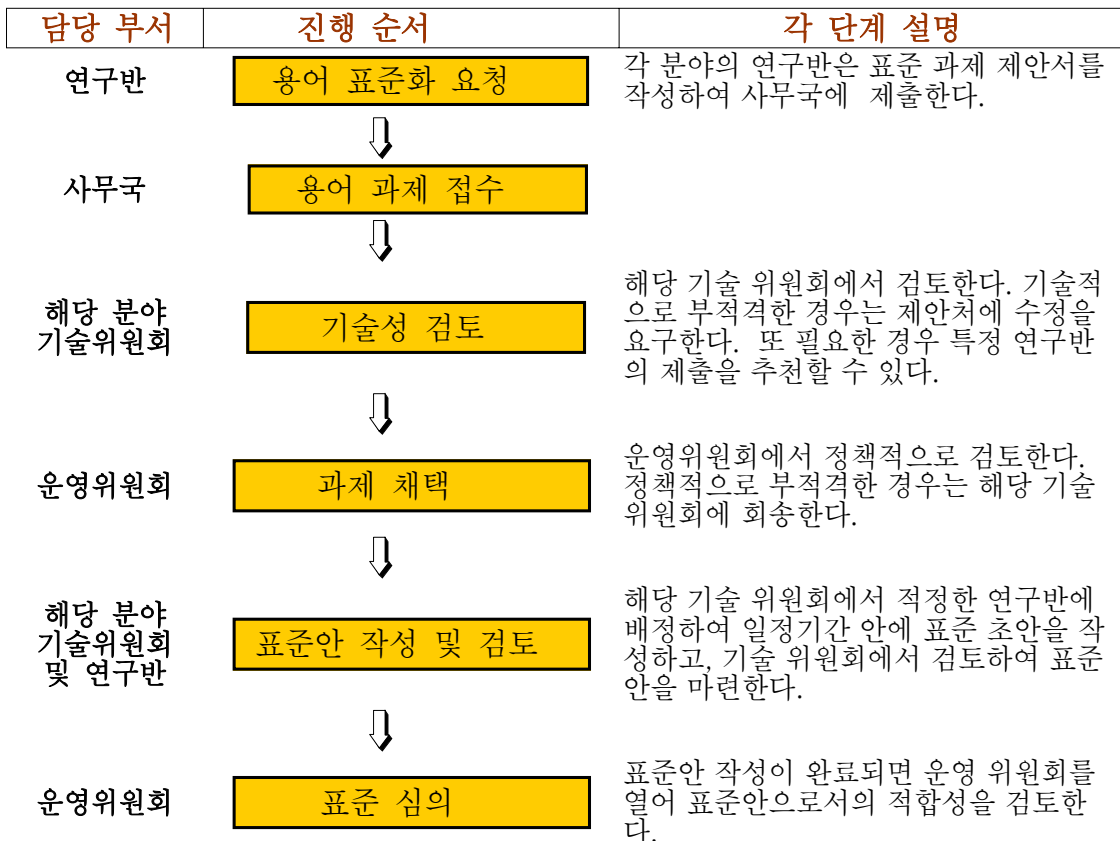 담당 부서 진행 순서 각 단계 설명
연구반
용어 표준화 요청
각 분야의 연구반은 표준 과제 제안서를
작성하여 사무국에 제출한다.
사무국
용어 과제 접수
해당 분야
기술위원회
기술성 검토
해당 기술 위원회에서 검토한다. 기술적
으로 부적격한 경우는 제안처에 수정을
요구한다. 또 필요한 경우 특정 연구반
의 제출을 추천할 수 있다.
운영위원회
과제 채택
운영위원회에서 정책적으로 검토한다.
정책적으로 부적격한 경우는 해당 기술
위원회에 회송한다.
해당 분야
기술위원회
및 연구반
표준안 작성 및 검토
해당 기술 위원회에서 적정한 연구반에
배정하여 일정기간 안에 표준 초안을 작
성하고, 기술 위원회에서 검토하여 표준
안을 마련한다.
운영위원회
표준 심의
표준안 작성이 완료되면 운영 위원회를
열어 표준안으로서의 적합성을 검토한
다.